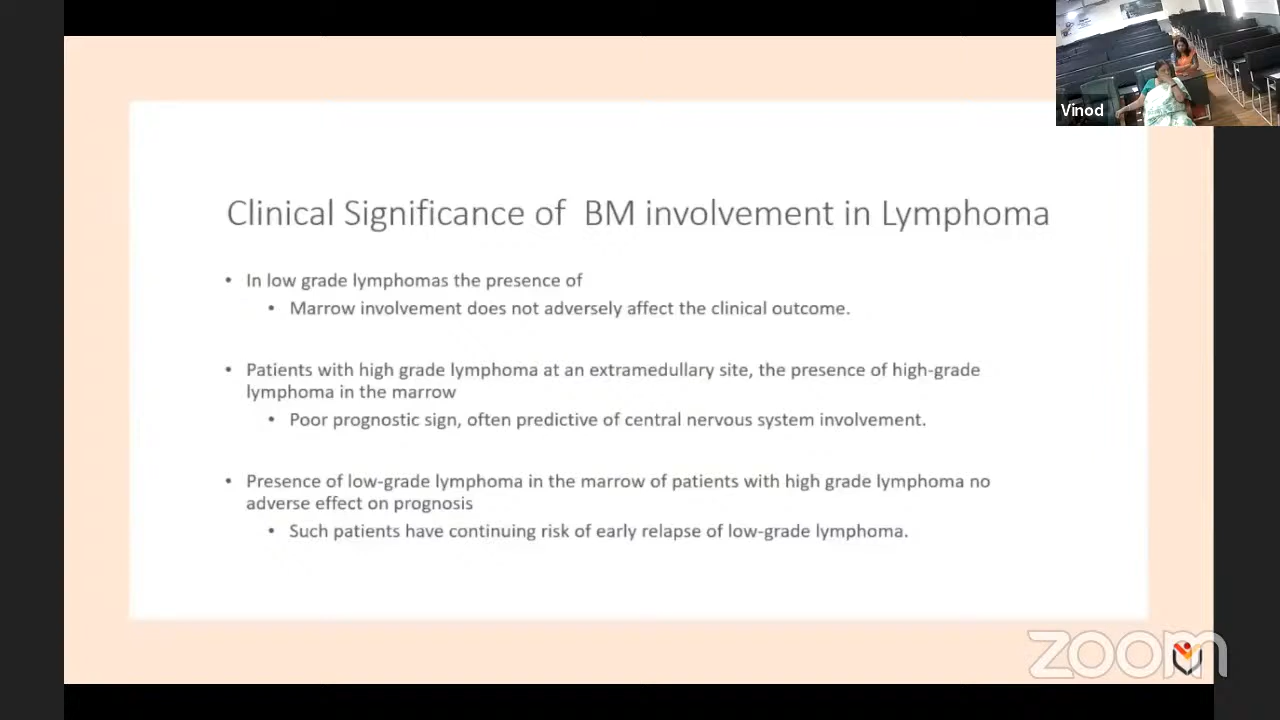 Vinod
Clinical Significance of BM involvement in Lymphoma
• In low grade lymphomas the presence of
• Marrow involvement does not adversely affect the clinical outcome.
• Patients with high grade lymphoma at an extramedullary site, the presence of high-grade
lymphoma in the marrow
• Poor prognostic sign, often predictive of central nervous system involvement.
• Presence of low-grade lymphoma in the marrow of patients with high grade lymphoma no
adverse effect on prognosis
• Such patients have continuing risk of early relapse of low-grade lymphoma.
zoom